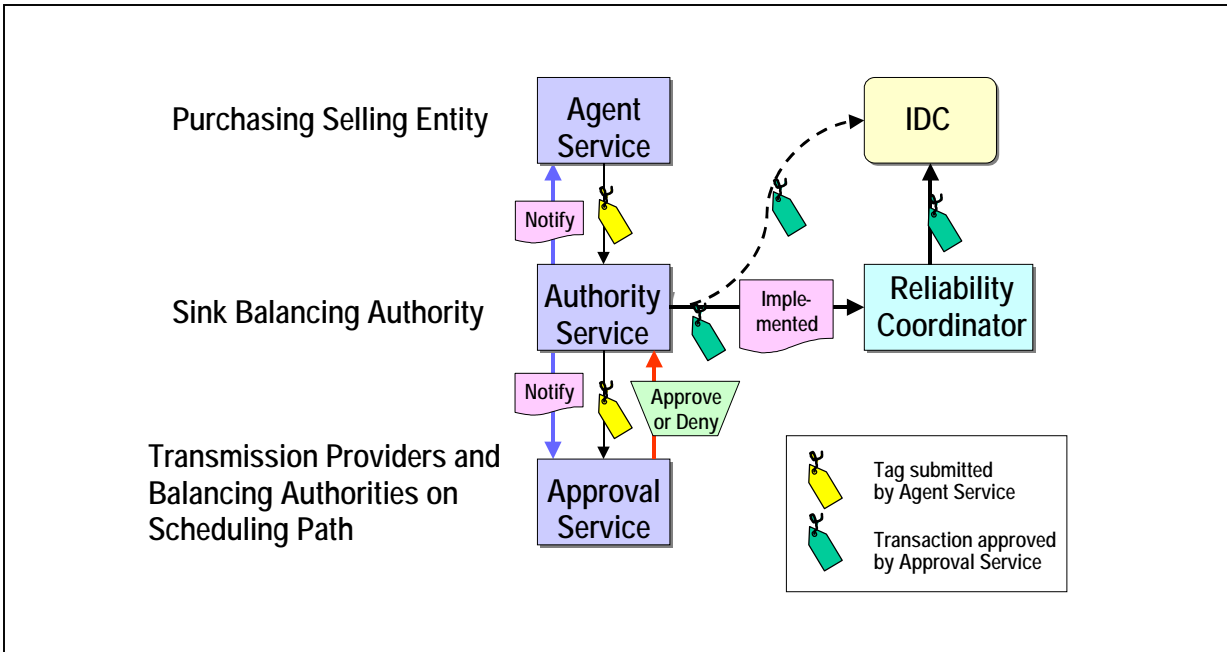 Purchasing Selling Entity
Agent
Service
IDC
Notify
Sink Balancing Authority
Authority
Service
Imple-
mented
Reliability
Coordinator
Notify
Approve
or Deny
Transmission Providers and
Balancing Authorities on
Scheduling Path
Approval
Service
Tag submitted
by Agent Service
Transaction approved
by Approval Service